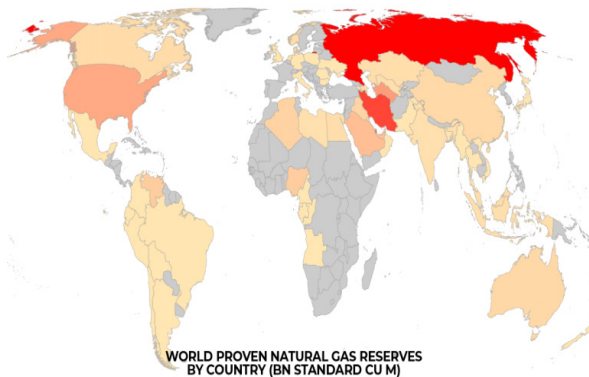 WORLD PROVEN NATURAL GAS RESERVES
BY COUNTRY (BN STANDARD CU M)